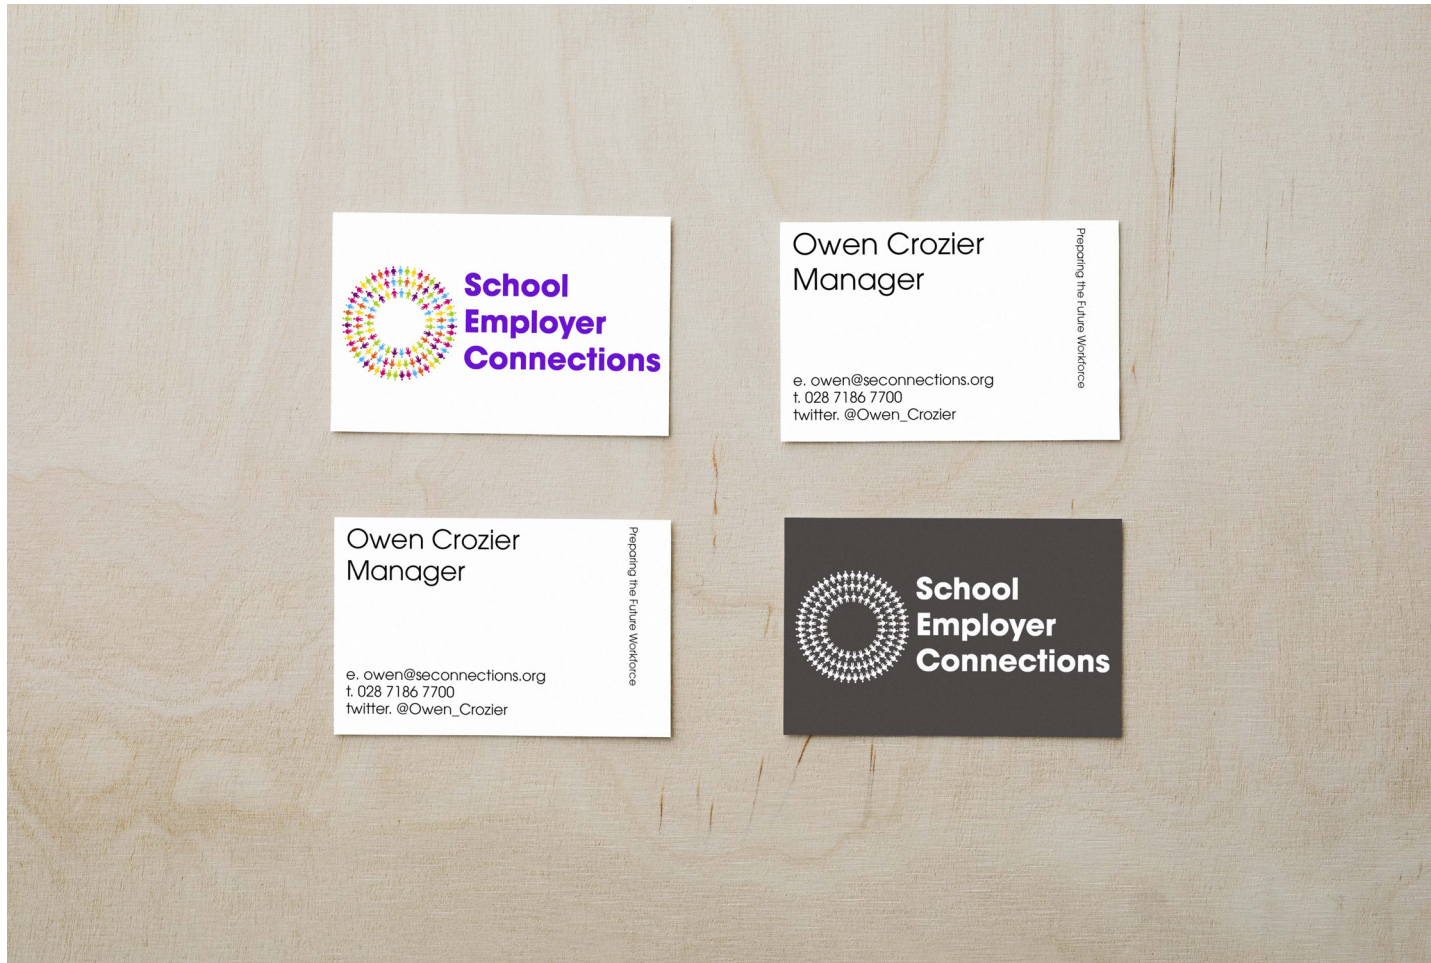 School
Employer
Connections
Owen Crozier
Manager
Preparing the Future Workforce
e. owen@seconnections.org
t. 028 7186 7700
twitter. @Owen_Crozier
Owen Crozier
Manager
Preparing the Future Workforce
e. owen@seconnections.org
t. 028 7186 7700
twitter. @Owen_Crozier
School
Employer
Connections